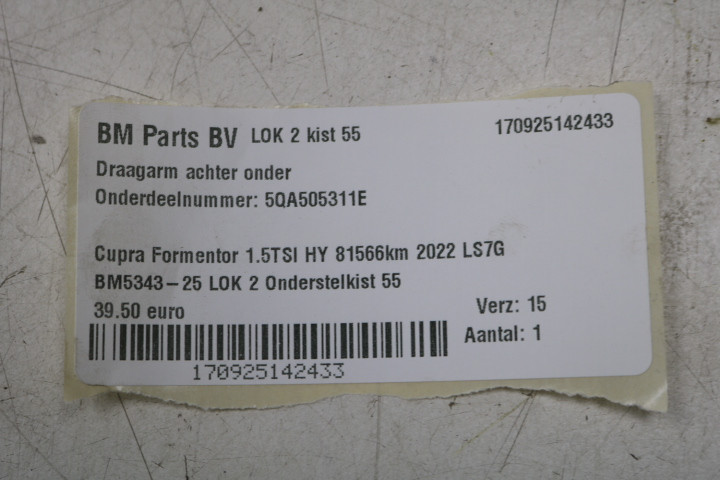 BM Parts BV LOK 2 kist 55 170925142433
Draagarm achter onder
Onderdeelnummer: 5QA505311E
Cupra Formentor 1.5TSI HY 81566km 2022 LS7G
BM5343-25 LOK 2 Onderstelkist 55
39.50 euro Verz: 15
Aantal: 1
170925142433